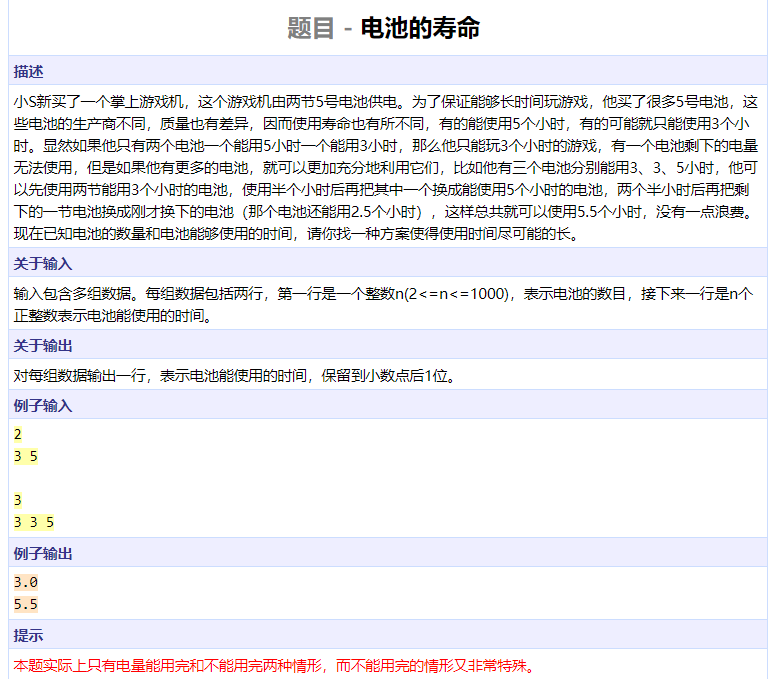 题目 - 电池的寿命
描述
小S新买了一个掌上游戏机，这个游戏机由两节5号电池供电。为了保证能够长时间玩游戏，他买了很多5号电池，这
些电池的生产商不同，质量也有差异，因而使用寿命也有所不同，有的能使用5个小时，有的可能就只能使用3个小
时。显然如果他只有两个电池一个能用5小时一个能用3小时，那么他只能玩3个小时的游戏，有一个电池剩下的电量
无法使用，但是如果他有更多的电池，就可以更加充分地利用它们，比如他有三个电池分别能用3、3、5小时，他可
以先使用两节能用3个小时的电池，使用半个小时后再把其中一个换成能使用5个小时的电池，两个半小时后再把剩
下的一节电池换成刚才换下的电池（那个电池还能用2.5个小时），这样总共就可以使用5.5个小时，没有一点浪费。
现在已知电池的数量和电池能够使用的时间，请你找一种方案使得使用时间尽可能的长。
关于输入
输入包含多组数据。每组数据包括两行，第一行是一个整数n(2<=n<=1000)，表示电池的数目，接下来一行是n个
正整数表示电池能使用的时间。
关于输出
对每组数据输出一行，表示电池能使用的时间，保留到小数点后1位。
例子输入
2
3 5
3
3 3 5
例子输出
3.0
5.5
提示
本题实际上只有电量能用完和不能用完两种情形，而不能用完的情形又非常特殊。